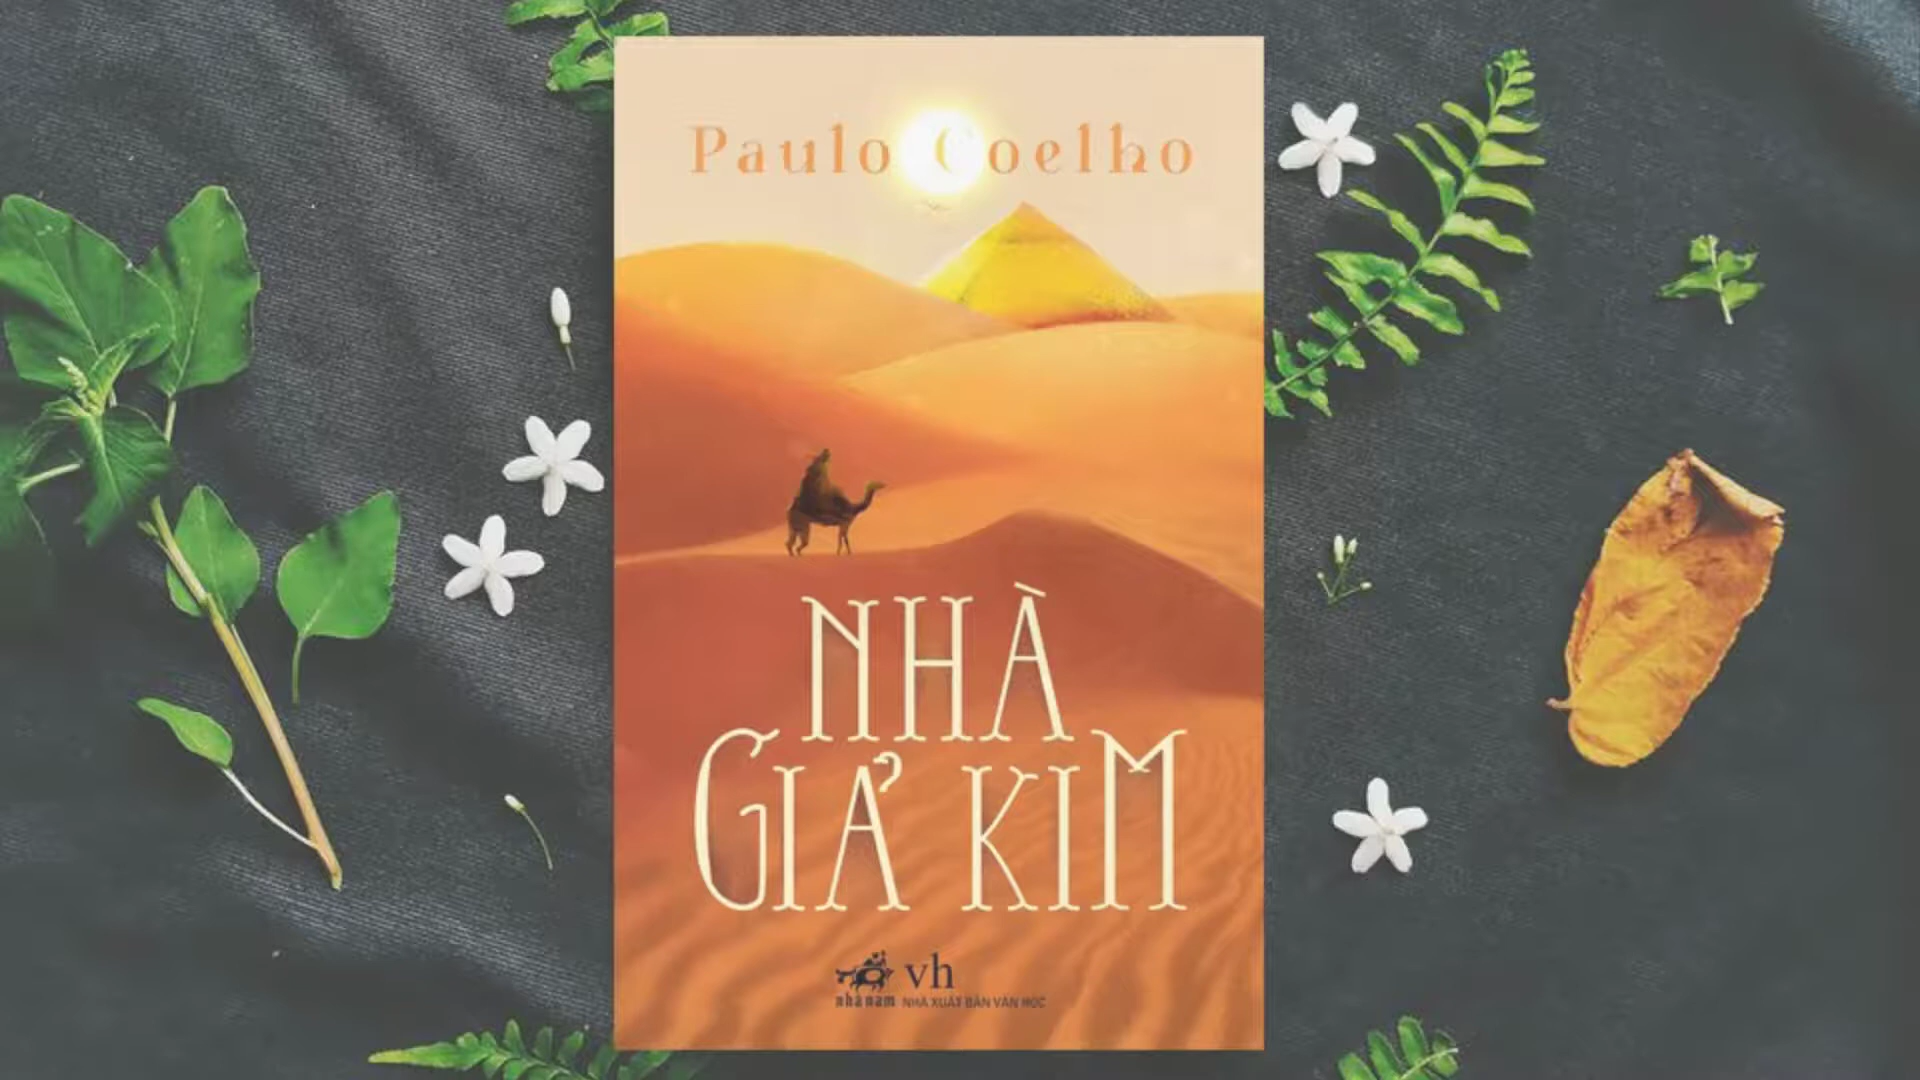 Paulo Coelho
NHÀ
GIẢ KIM
vh
nhã nam NHÀ XUẤT BẢN VĂN HỌC